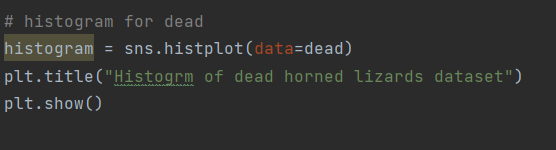 # histogram for dead
histogram = sns.histplot(data=dead)
plt.title("Histogrm of dead horned lizards dataset")
plt.show()